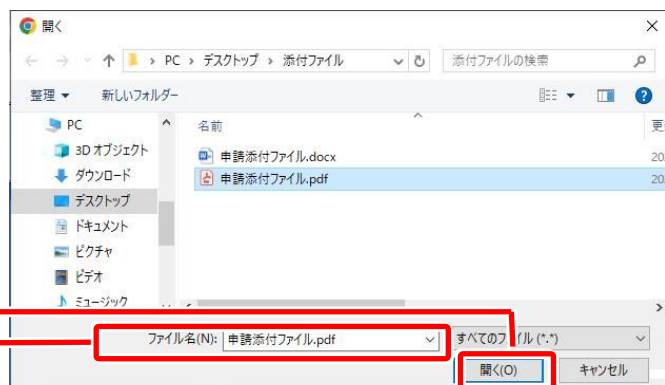 開く
PC › デスクトップ › 添付ファイル
添付ファイルの検索
整理
新しいフォルダー
PC
3D オブジェクト
ダウンロード
デスクトップ
ドキュメント
ピクチャ
ビデオ
ミュージック
名前
更
申請添付ファイル.docx
20
申請添付ファイル.pdf
20
ファイル名(N):
申請添付ファイル.pdf
すべてのファイル (*.*)
開く(O)
キャンセル